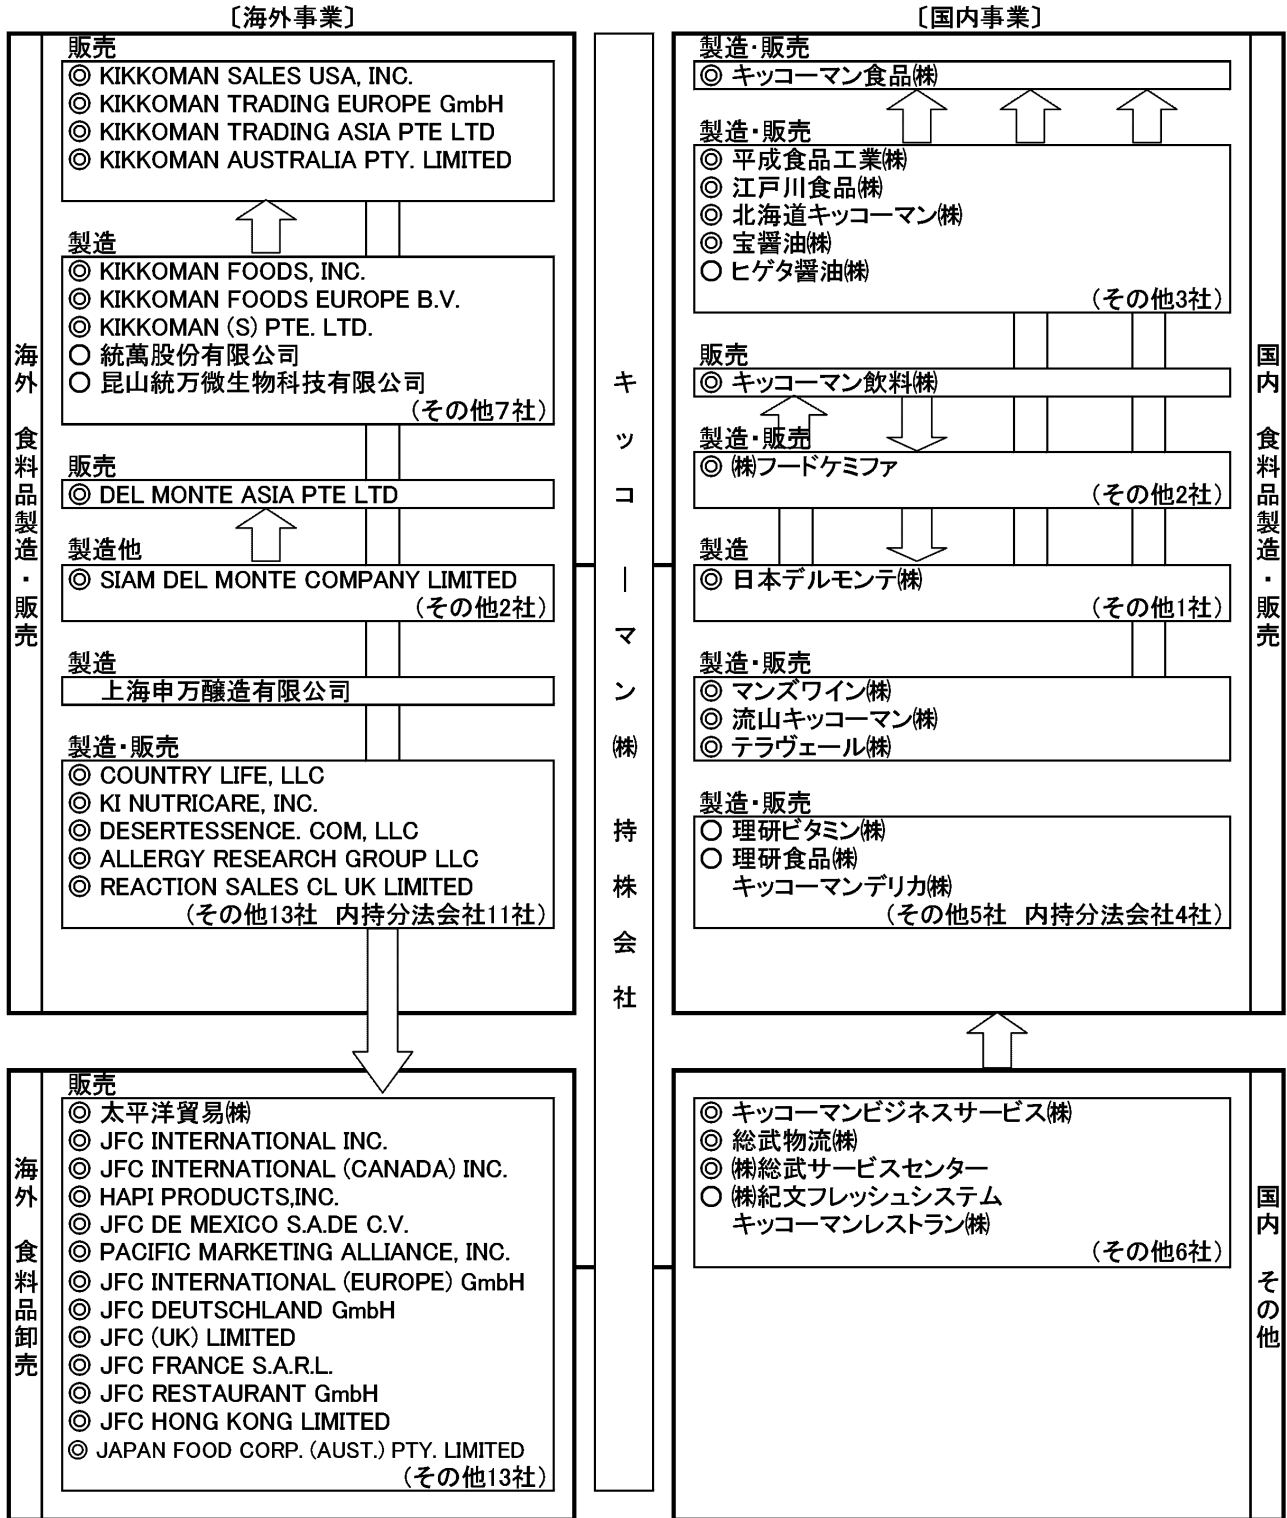 〔海外事業〕
海外 食料品製造・販売
販売
◎ KIKKOMAN SALES USA, INC.
◎ KIKKOMAN TRADING EUROPE GmbH
◎ KIKKOMAN TRADING ASIA PTE LTD
◎ KIKKOMAN AUSTRALIA PTY. LIMITED
製造
◎ KIKKOMAN FOODS, INC.
◎ KIKKOMAN FOODS EUROPE B.V.
◎ KIKKOMAN (S) PTE. LTD.
○ 統萬股份有限公司
○ 昆山統万微生物科技有限公司
(その他7社)
販売
◎ DEL MONTE ASIA PTE LTD
製造他
◎ SIAM DEL MONTE COMPANY LIMITED
(その他2社)
製造
上海申万醸造有限公司
製造・販売
◎ COUNTRY LIFE, LLC
◎ KI NUTRICARE, INC.
◎ DESERTESSENCE. COM, LLC
◎ ALLERGY RESEARCH GROUP LLC
◎ REACTION SALES CL UK LIMITED
(その他13社 内持分法会社11社)
海外 食料品卸売
販売
◎ 太平洋貿易㈱
◎ JFC INTERNATIONAL INC.
◎ JFC INTERNATIONAL (CANADA) INC.
◎ HAPI PRODUCTS,INC.
◎ JFC DE MEXICO S.A.DE C.V.
◎ PACIFIC MARKETING ALLIANCE, INC.
◎ JFC INTERNATIONAL (EUROPE) GmbH
◎ JFC DEUTSCHLAND GmbH
◎ JFC (UK) LIMITED
◎ JFC FRANCE S.A.R.L.
◎ JFC RESTAURANT GmbH
◎ JFC HONG KONG LIMITED
◎ JAPAN FOOD CORP. (AUST.) PTY. LIMITED
(その他13社)
キッコーマン㈱ 持株会社
〔国内事業〕
製造・販売
◎ キッコーマン食品㈱
製造・販売
◎ 平成食品工業㈱
◎ 江戸川食品㈱
◎ 北海道キッコーマン㈱
◎ 宝醤油㈱
○ ヒゲタ醤油㈱
(その他3社)
販売
◎ キッコーマン飲料㈱
製造・販売
◎ ㈱フードケミファ
(その他2社)
製造
◎ 日本デルモンテ㈱
(その他1社)
製造・販売
◎ マンズワイン㈱
◎ 流山キッコーマン㈱
◎ テラヴェール㈱
製造・販売
○ 理研ビタミン㈱
○ 理研食品㈱
キッコーマンデリカ㈱
(その他5社 内持分法会社4社)
国内 食料品製造・販売
◎ キッコーマンビジネスサービス㈱
◎ 総武物流㈱
◎ ㈱総武サービスセンター
○ ㈱紀文フレッシュシステム
キッコーマンレストラン㈱
(その他6社)
国内 その他